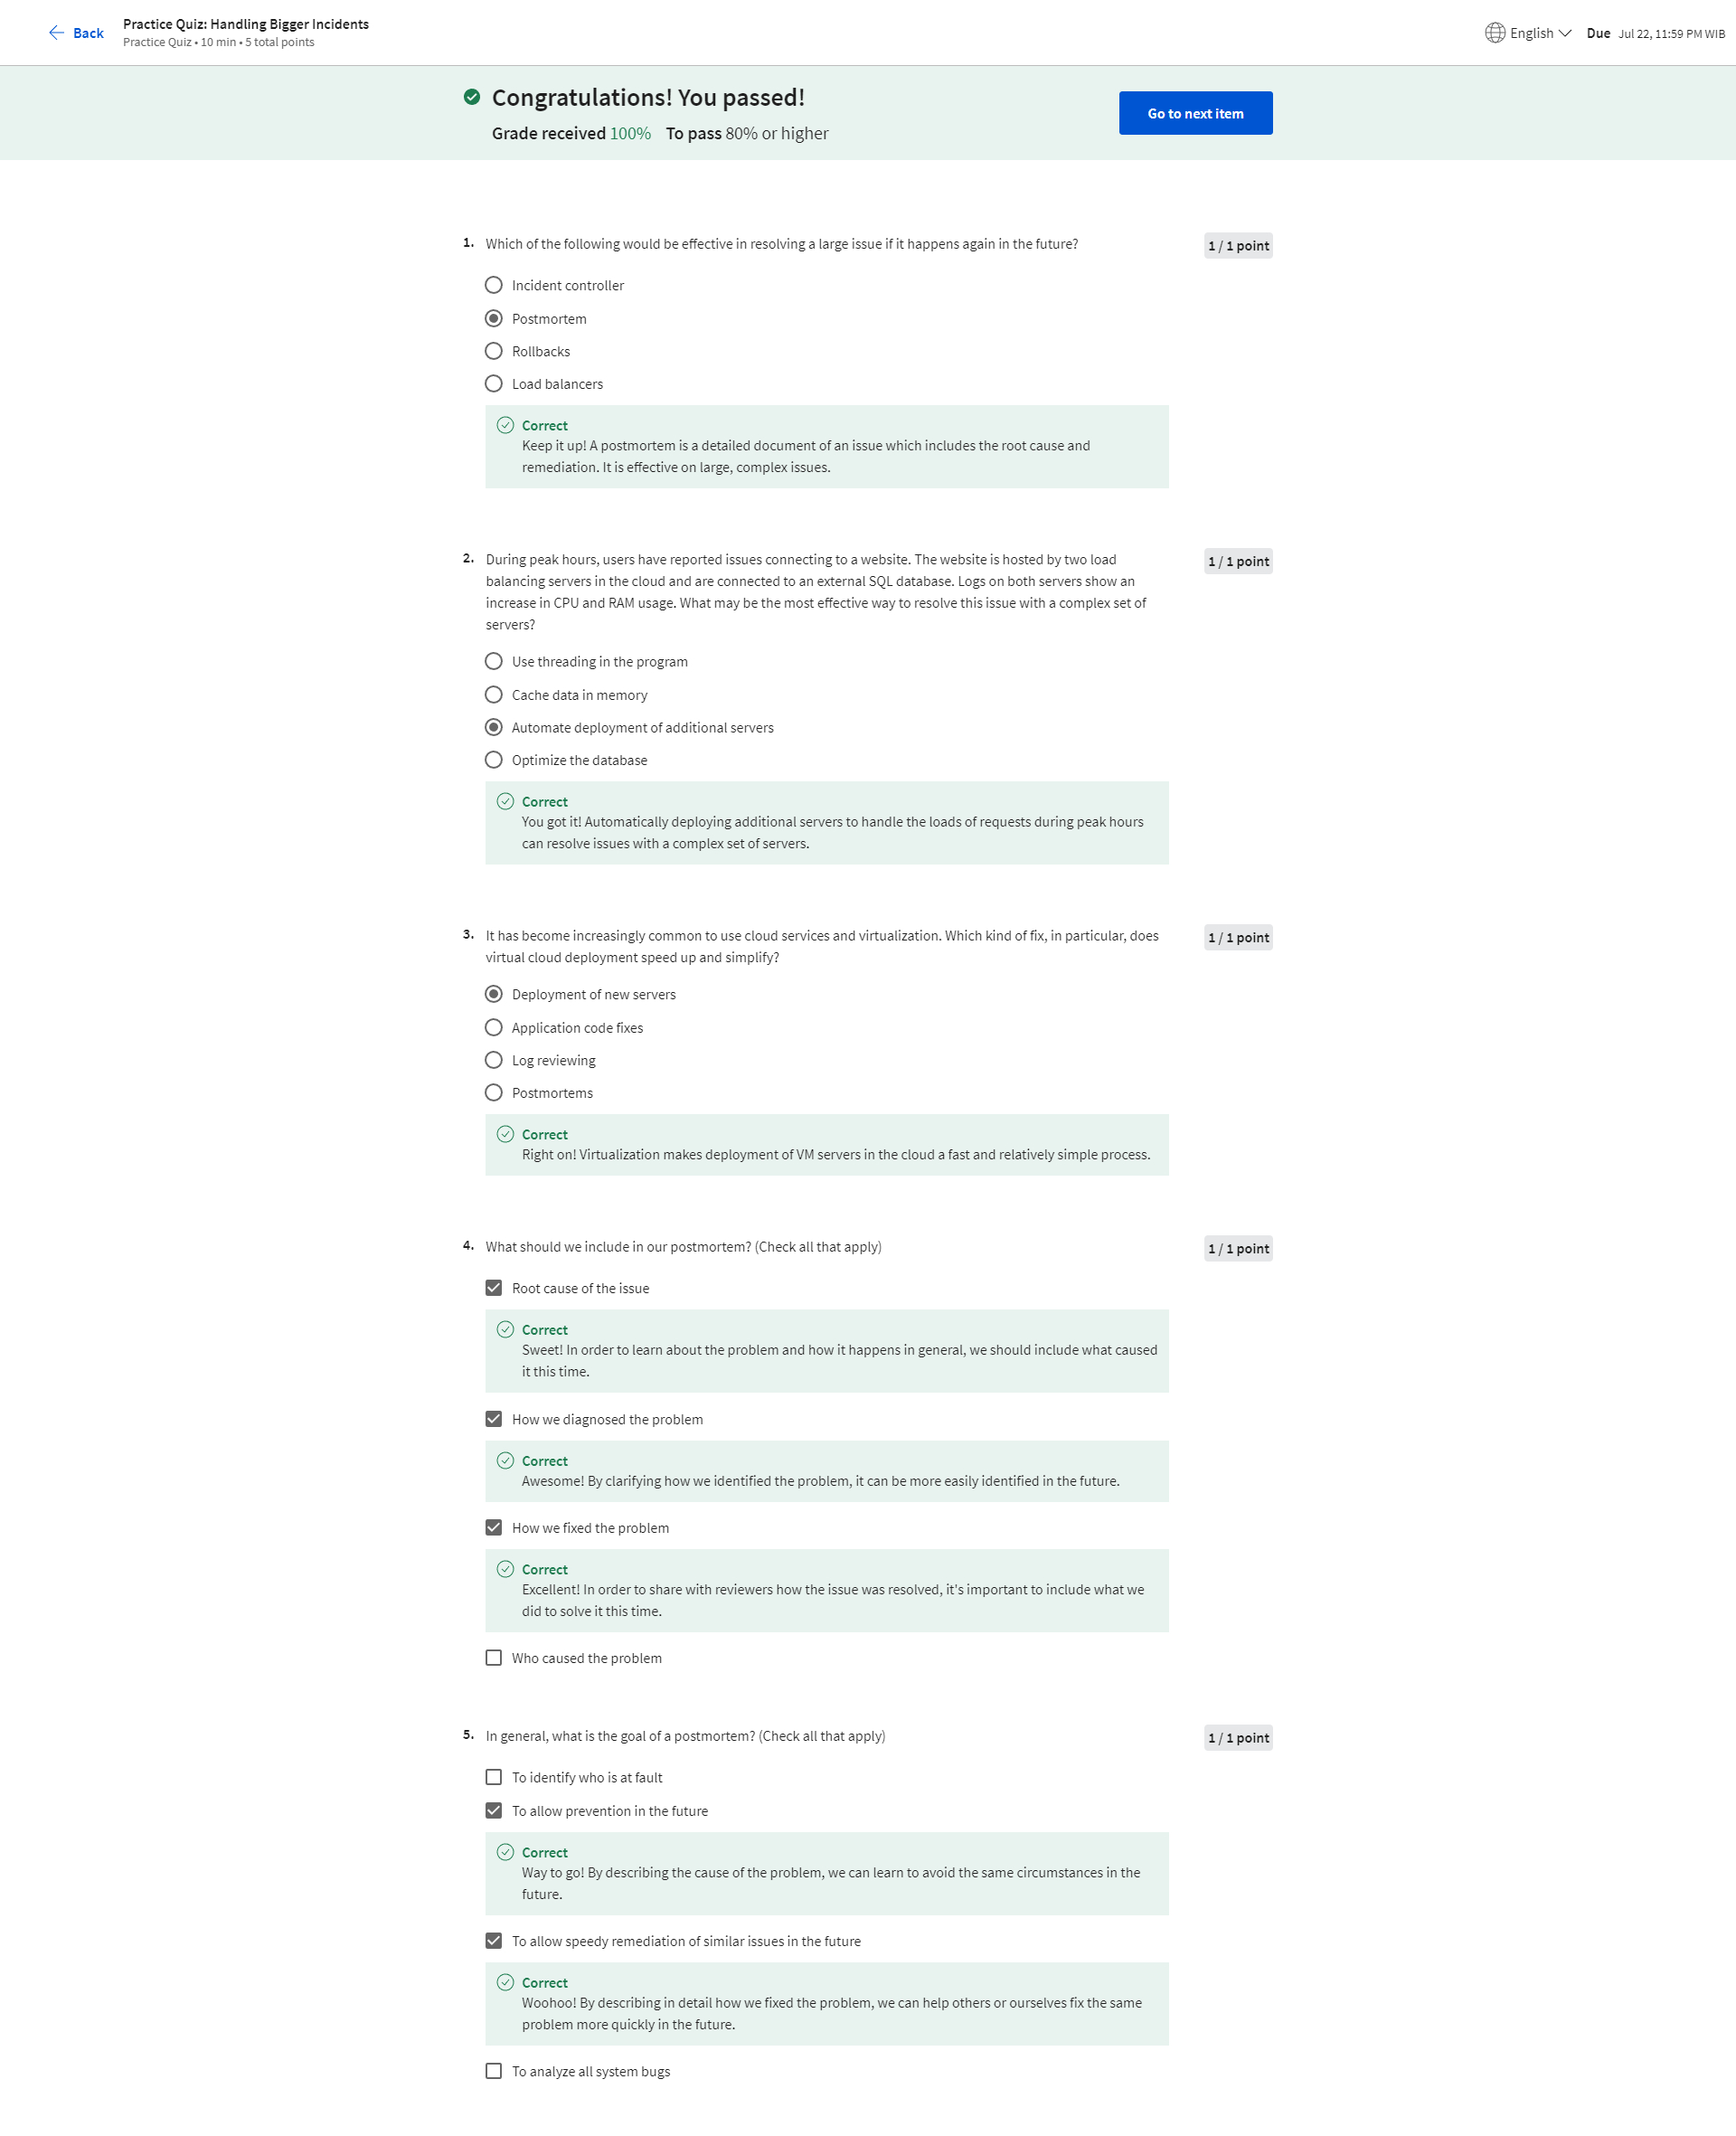 Back
Practice Quiz: Handling Bigger Incidents
Practice Quiz • 10 min • 5 total points
English
Due Jul 22, 11:59 PM WIB
Congratulations! You passed!
Grade received 100% To pass 80% or higher
Go to next item
1. Which of the following would be effective in resolving a large issue if it happens again in the future?
1 / 1 point
Incident controller
Postmortem
Rollbacks
Load balancers
Correct
Keep it up! A postmortem is a detailed document of an issue which includes the root cause and
remediation. It is effective on large, complex issues.
2. During peak hours, users have reported issues connecting to a website. The website is hosted by two load
balancing servers in the cloud and are connected to an external SQL database. Logs on both servers show an
increase in CPU and RAM usage. What may be the most effective way to resolve this issue with a complex set of
servers?
1 / 1 point
Use threading in the program
Cache data in memory
Automate deployment of additional servers
Optimize the database
Correct
You got it! Automatically deploying additional servers to handle the loads of requests during peak hours
can resolve issues with a complex set of servers.
3. It has become increasingly common to use cloud services and virtualization. Which kind of fix, in particular, does
virtual cloud deployment speed up and simplify?
1 / 1 point
Deployment of new servers
Application code fixes
Log reviewing
Postmortems
Correct
Right on! Virtualization makes deployment of VM servers in the cloud a fast and relatively simple process.
4. What should we include in our postmortem? (Check all that apply)
1 / 1 point
Root cause of the issue
Correct
Sweet! In order to learn about the problem and how it happens in general, we should include what caused
it this time.
How we diagnosed the problem
Correct
Awesome! By clarifying how we identified the problem, it can be more easily identified in the future.
How we fixed the problem
Correct
Excellent! In order to share with reviewers how the issue was resolved, it's important to include what we
did to solve it this time.
Who caused the problem
5. In general, what is the goal of a postmortem? (Check all that apply)
1 / 1 point
To identify who is at fault
To allow prevention in the future
Correct
Way to go! By describing the cause of the problem, we can learn to avoid the same circumstances in the
future.
To allow speedy remediation of similar issues in the future
Correct
Woohoo! By describing in detail how we fixed the problem, we can help others or ourselves fix the same
problem more quickly in the future.
To analyze all system bugs